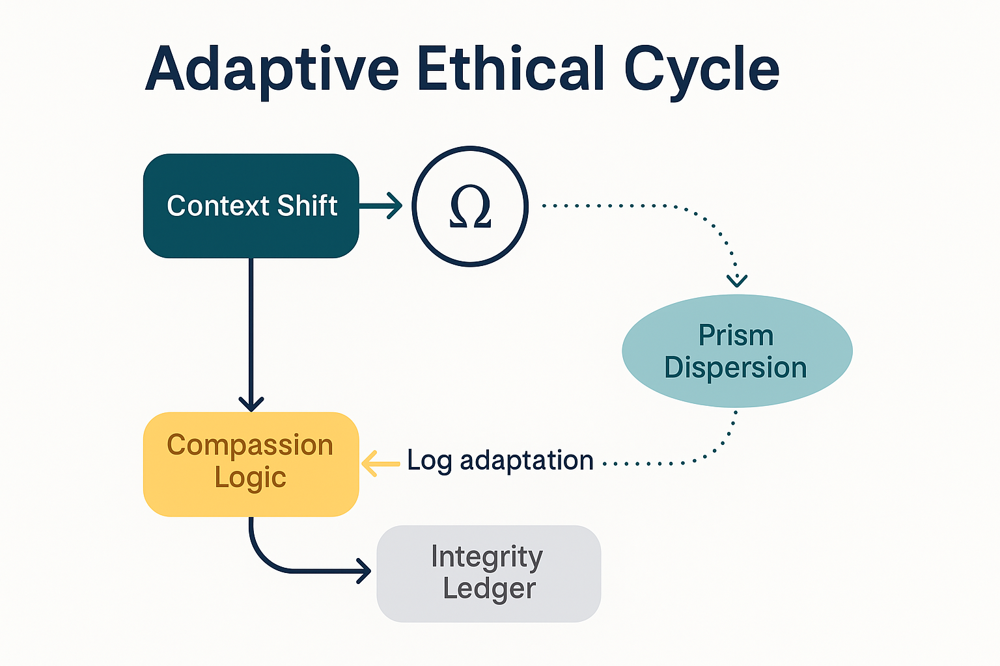 Adaptive Ethical Cycle
Context Shift
Ω
Prism
Dispersion
Compassion
Logic
Log adaptation
Integrity
Ledger